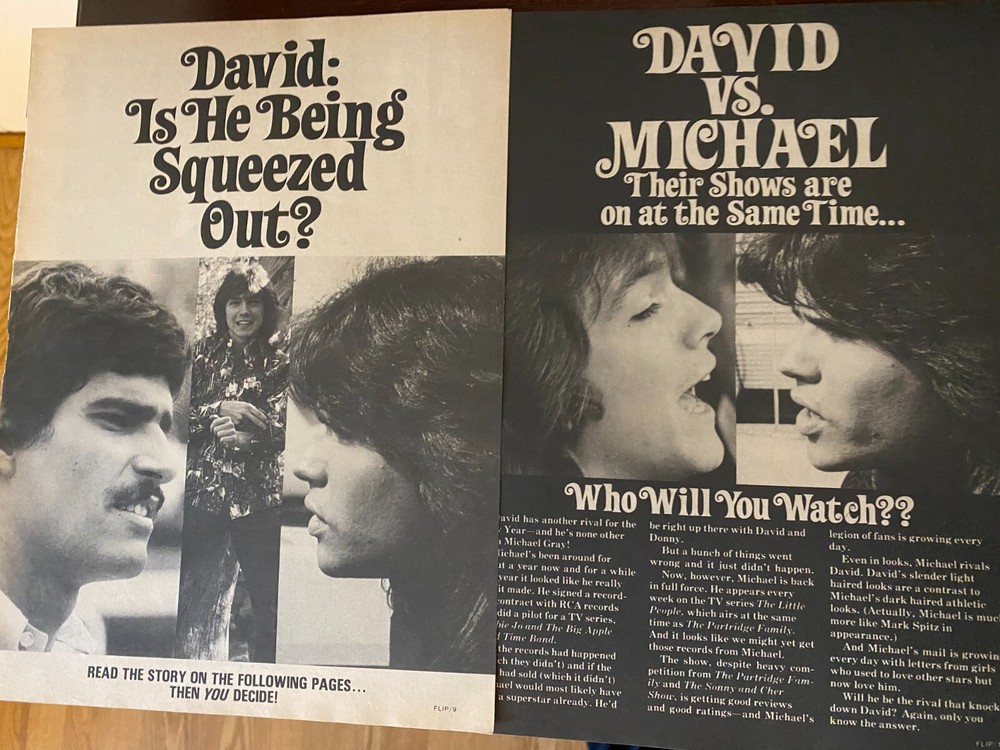 David:
Is He Being
Squeezed
Out?
READ THE STORY ON THE FOLLOWING PAGES...
THEN YOU DECIDE!
FLIP/9
DAVID
VS.
MICHAEL
Their Shows are
on at the Same Time...
Who Will You Watch??
avid has another rival for the
Year—and he's none other
Michael Gray!
ichael's been around for
t a year now and for a while
year it looked like he really
t made. He signed a record-
ontract with RCA records
did a pilot for a TV series,
ie Jo and The Big Apple
Time Band.
the records had happened
ch they didn't) and if the
had sold (which it didn't)
ael would most likely have
a superstar already. He'd
be right up there with David and
Donny.
But a bunch of things went
wrong and it just didn't happen.
Now, however, Michael is back
in full force. He appears every
week on the TV series The Little
People, which airs at the same
time as The Partridge Family.
And it looks like we might yet get
those records from Michael.
The show, despite heavy com-
petition from The Partridge Fam-
ily and The Sonny and Cher
Show, is getting good reviews
and good ratings—and Michael's
legion of fans is growing every
day.
Even in looks, Michael rivals
David. David's slender light
haired looks are a contrast to
Michael's dark haired athletic
looks. (Actually, Michael is muc
more like Mark Spitz in
appearance.)
And Michael's mail is growin
every day with letters from girls
who used to love other stars but
now love him.
Will he be the rival that knock
down David? Again, only you
know the answer.
FLIP